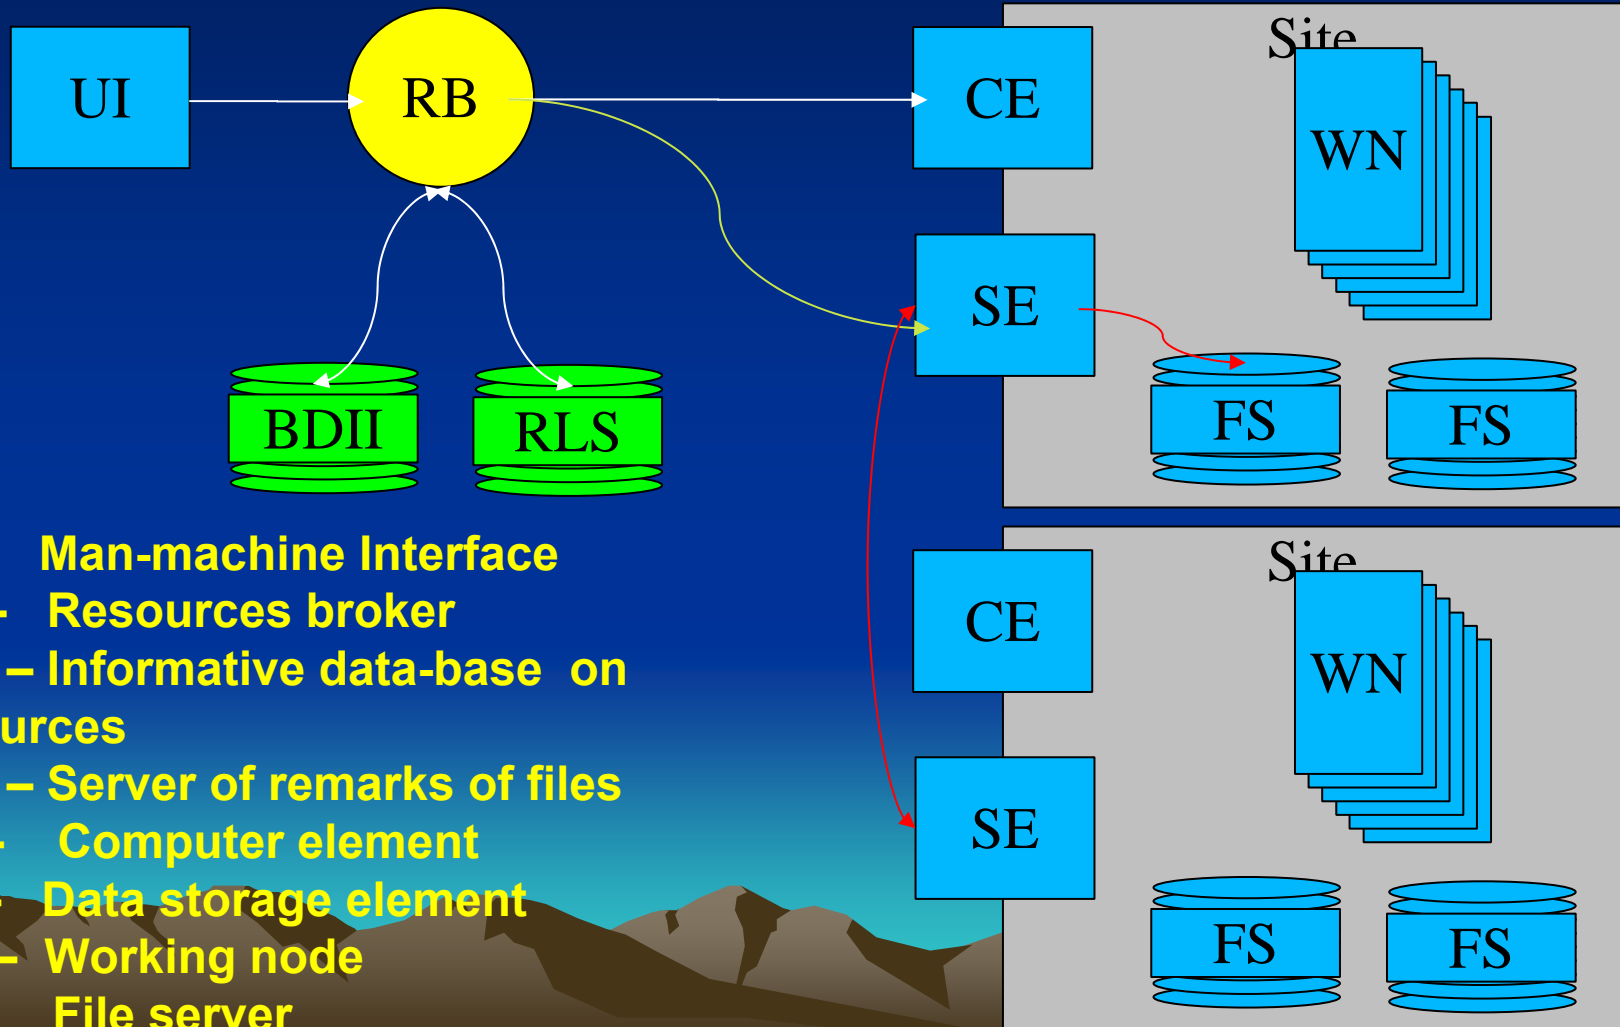 UI
RB
CE
Site
WN
SE
BDII
RLS
FS
FS
Man-machine Interface
- Resources broker
– Informative data-base on
urces
– Server of remarks of files
- Computer element
- Data storage element
– Working node
File server
CE
Site
WN
SE
FS
FS